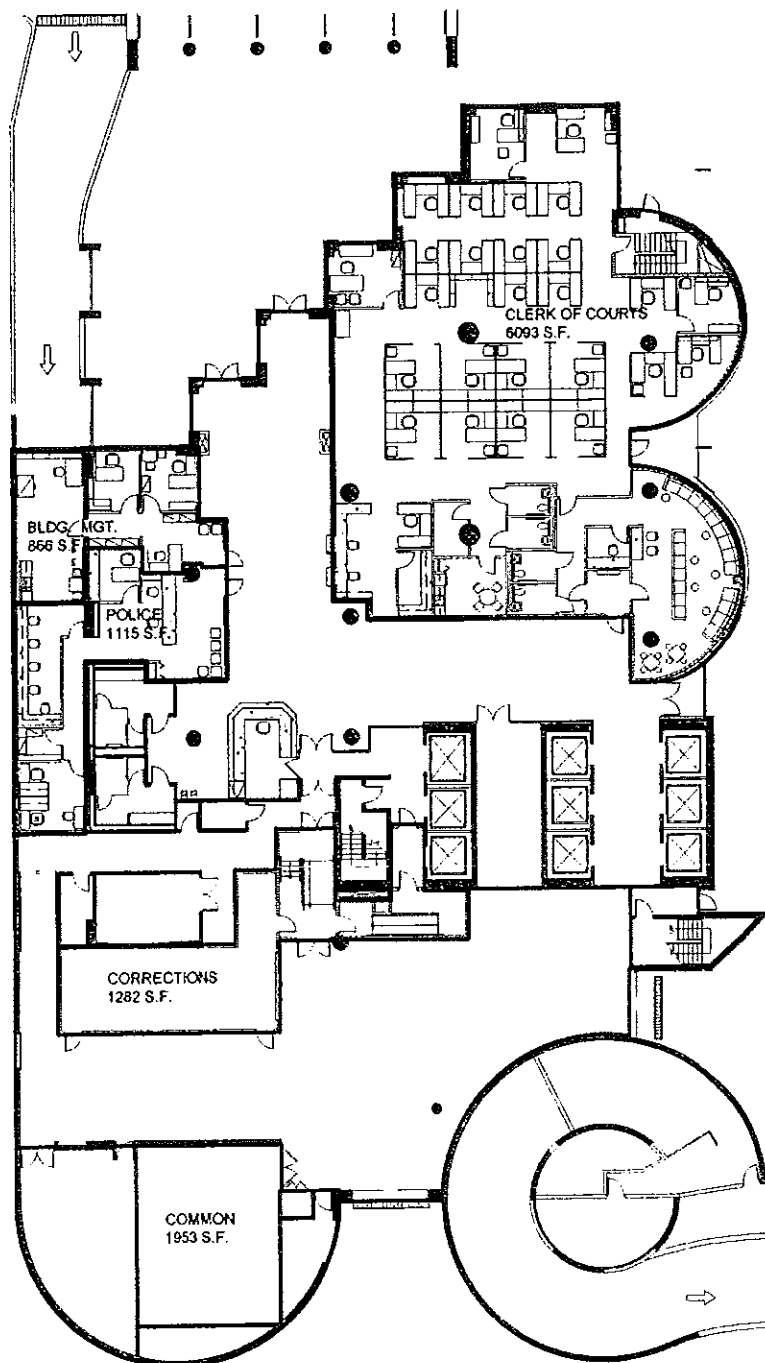 CLERK OF COURTS
6093 S.F.
BLDG. MGT.
866 S.F.
POLICE
1115 S.F.
CORRECTIONS
1282 S.F.
COMMON
1953 S.F.